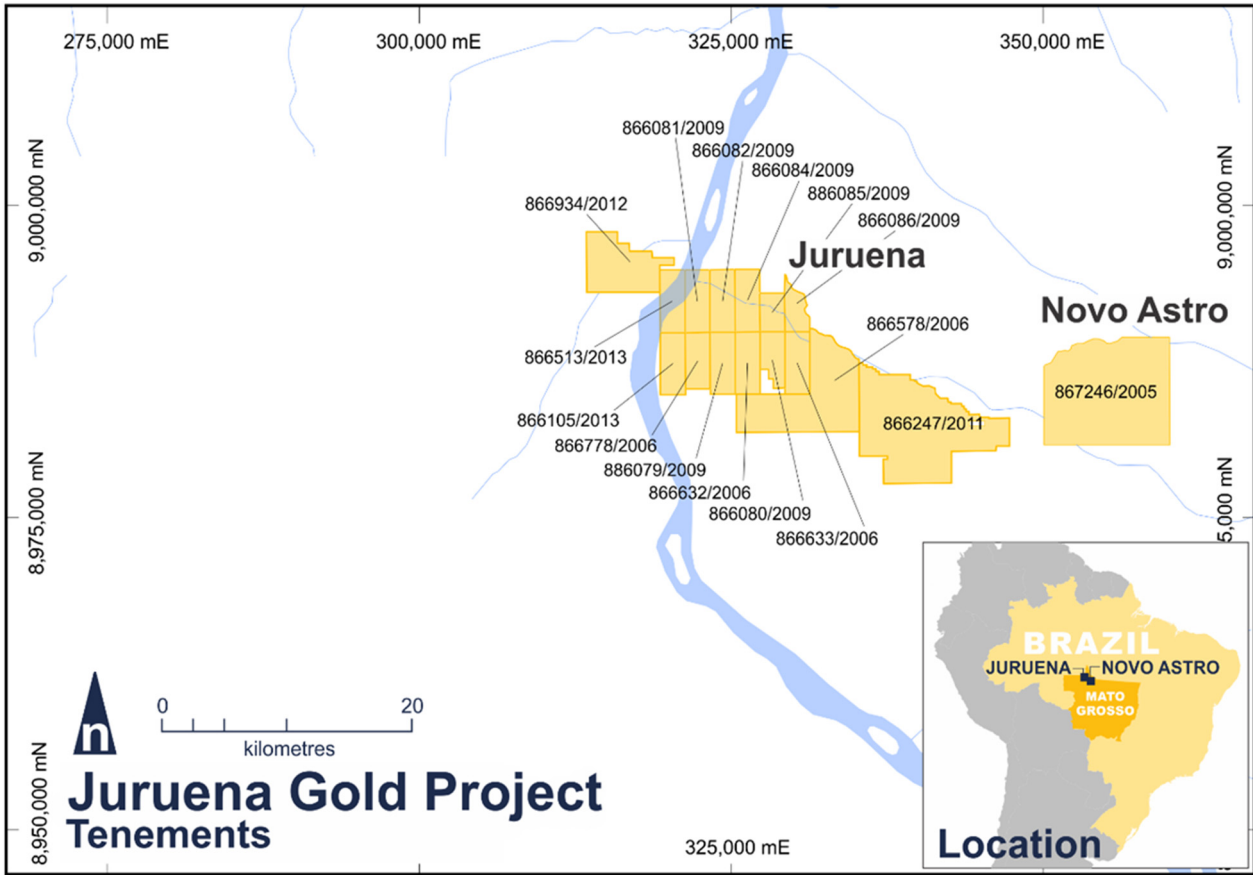 275,000 mE
300,000 mE
325,000 mE
350,000 mE
9,000,000 mN
9,000,000 mN
866081/2009
866082/2009
866084/2009
886085/2009
866086/2009
866934/2012
Juruena
Novo Astro
866578/2006
866513/2013
867246/2005
866105/2013
866247/2011
866778/2006
886079/2009
866632/2006
866080/2009
866633/2006
8,975,000 mN
5,000 mN
BRAZIL
JURUENA
NOVO ASTRO
MATO
GROSSO
Location
n
0
20
kilometres
Juruena Gold Project
Tenements
8,950,000 mN
325,000 mE